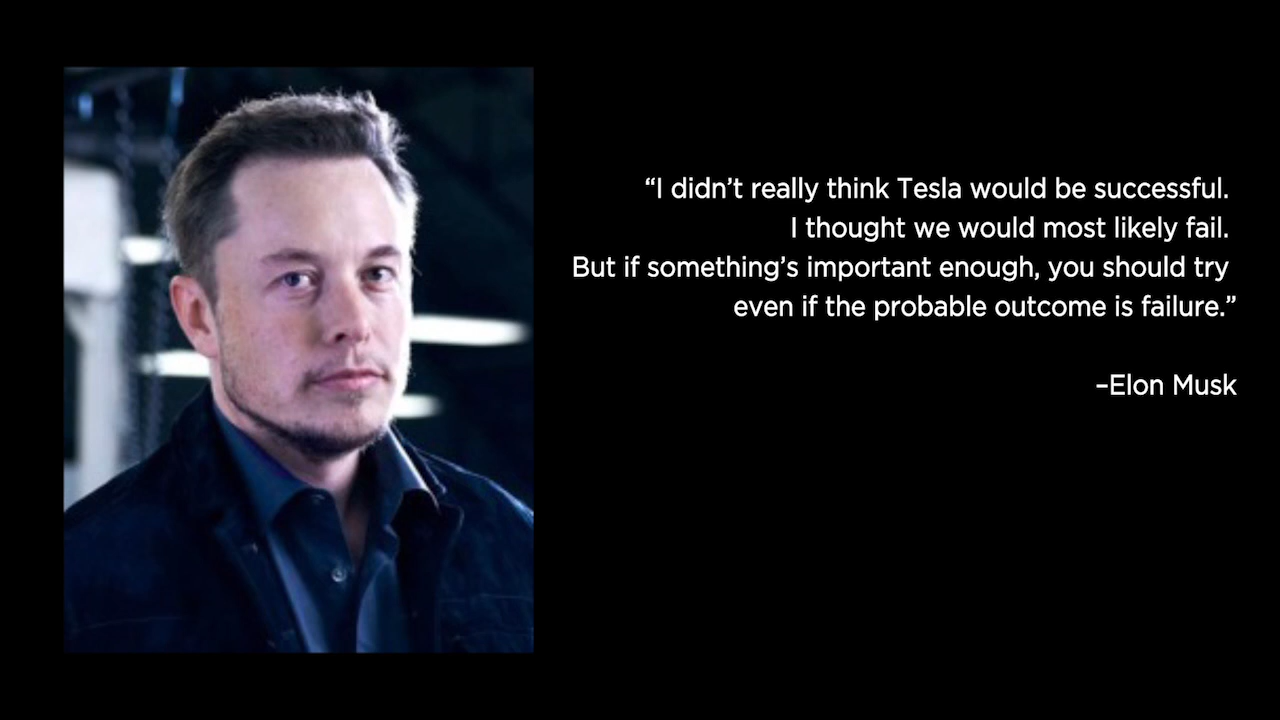 “I didn’t really think Tesla would be successful.
I thought we would most likely fail.
But if something’s important enough, you should try
even if the probable outcome is failure.”
–Elon Musk